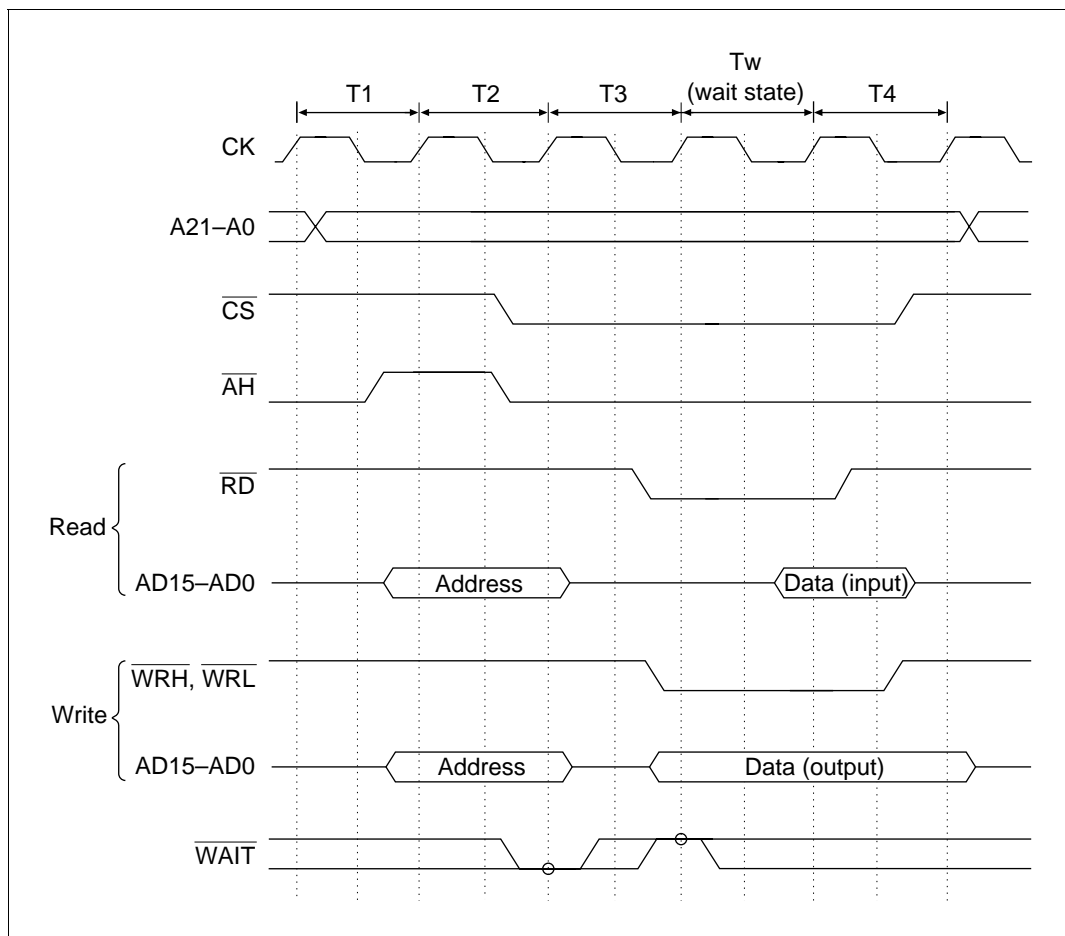 Tw
T1 T2 T3 (wait state) T4
CK
A21–A0
CS
AH
RD
Read
AD15–AD0 Address Data (input)
WRH, WRL
Write
AD15–AD0 Address Data (output)
WAIT